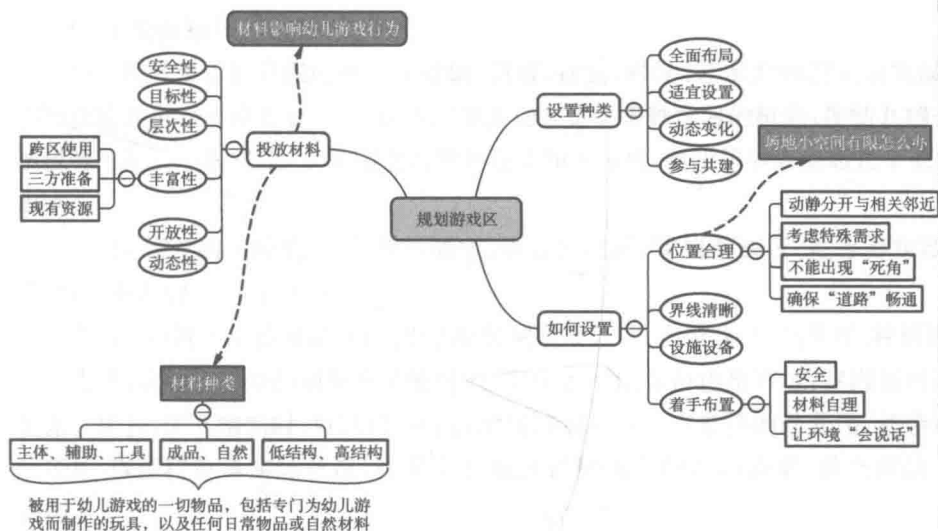 材料影响幼儿游戏行为
安全性
目标性
层次性
跨区使用
三方准备
现有资源
丰富性
开放性
动态性
投放材料
规划游戏区
设置种类
全面布局
适宜设置
动态变化
参与共建
场地小空间有限怎么办
如何设置
位置合理
动静分开与相关邻近
考虑特殊需求
不能出现“死角”
确保“道路”畅通
界线清晰
设施设备
着手布置
安全
材料自理
让环境“会说话”
材料种类
主体、辅助、工具
成品、自然
低结构、高结构
被用于幼儿游戏的一切物品，包括专门为幼儿游
戏而制作的玩具，以及任何日常物品或自然材料